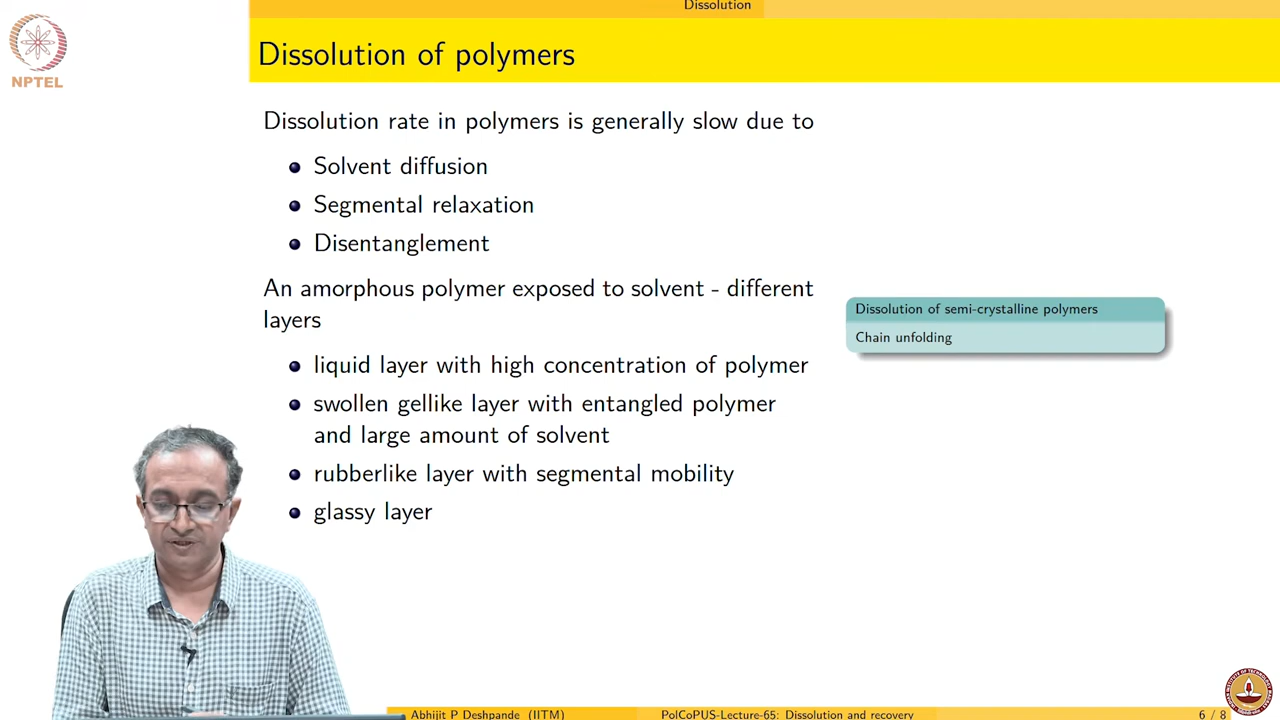 Dissolution
NPTEL
Dissolution of polymers
Dissolution rate in polymers is generally slow due to
Solvent diffusion
Segmental relaxation
Disentanglement
An amorphous polymer exposed to solvent - different
layers
liquid layer with high concentration of polymer
swollen gellike layer with entangled polymer
and large amount of solvent
rubberlike layer with segmental mobility
glassy layer
Dissolution of semi-crystalline polymers
Chain unfolding
Abhijit P Deshpande (IITM)
PolCoPUS-Lecture-65: Dissolution and recovery
6 / 8